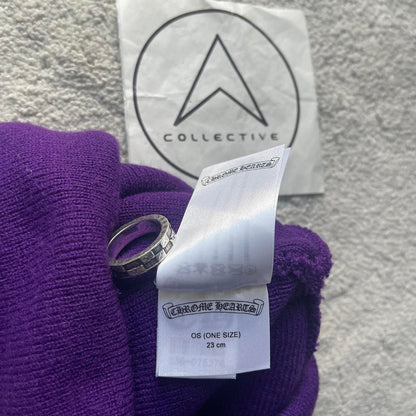 COLLECTIVE
CHROME HEARTS
CHROME HEARTS
OS (ONE SIZE)
23 cm